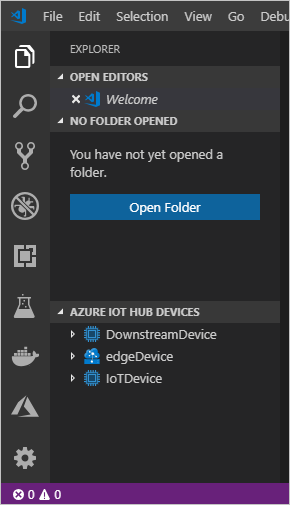 File Edit View Go Debu
EXPLORER
OPEN EDITORS
Welcome
NO FOLDER OPENED
You have not yet opened a
folder.
Open Folder
AZURE IOT HUB DEVICES
DownstreamDevice
edgeDevice
IoTDevice
0 0